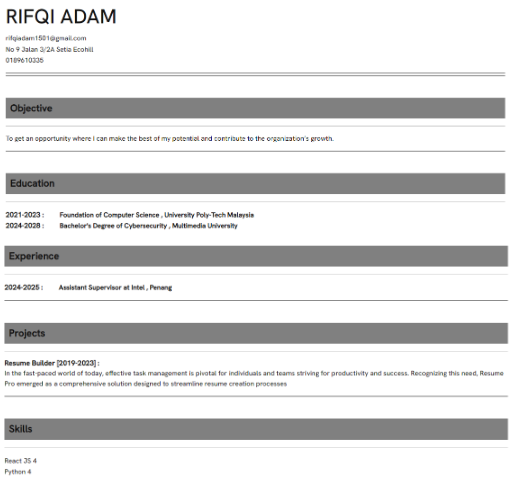 RIFQI ADAM
rifqiadam1501@gmail.com
No 9 Jalan 3/2A Setia Ecohill
0189610335
Objective
To get an opportunity where I can make the best of my potential and contribute to the organization's growth.
Education
2021-2023 : Foundation of Computer Science , University Poly-Tech Malaysia
2024-2028 : Bachelor's Degree of Cybersecurity , Multimedia University
Experience
2024-2025 : Assistant Supervisor at Intel , Penang
Projects
Resume Builder [2019-2023] :
In the fast-paced world of today, effective task management is pivotal for individuals and teams striving for productivity and success. Recognizing this need, Resume
Pro emerged as a comprehensive solution designed to streamline resume creation processes
Skills
React JS 4
Python 4